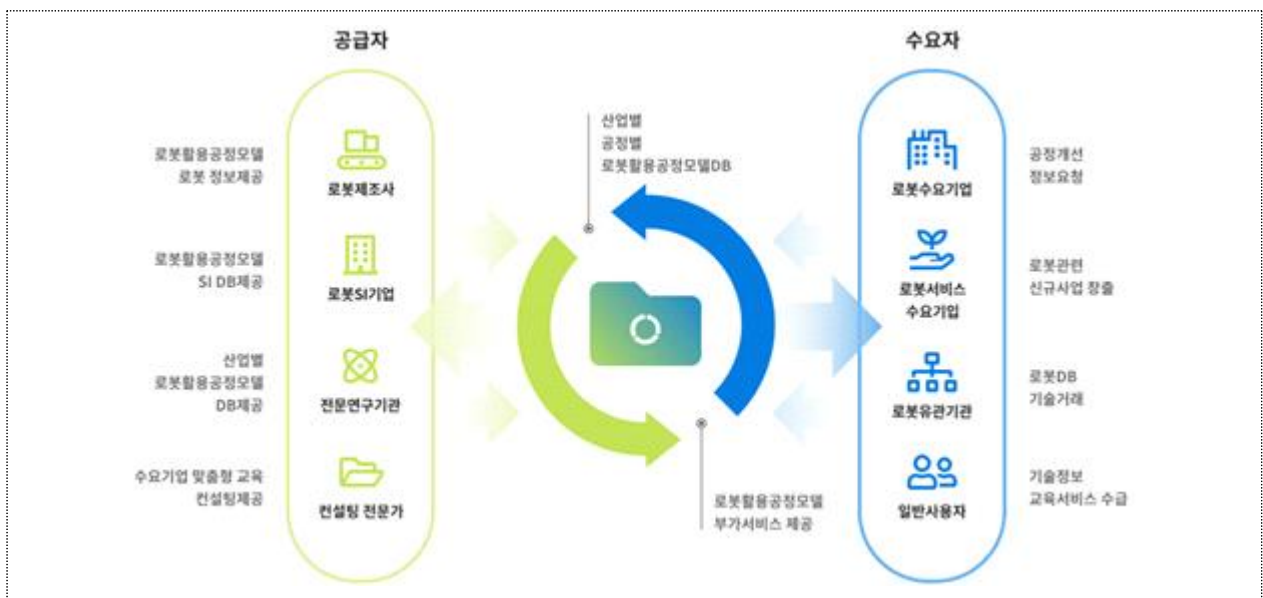 공급자
로봇활용공정모델
로봇 정보제공
로봇제조사
로봇활용공정모델
SI DB제공
로봇SI기업
산업별
로봇활용공정모델
DB제공
전문연구기관
수요기업 맞춤형 교육
컨설팅제공
컨설팅 전문가
산업별
공정별
로봇활용공정모델DB
로봇활용공정모델
부가서비스 제공
수요자
로봇수요기업
공정개선
정보요청
로봇서비스
수요기업
로봇관련
신규사업 창출
로봇유관기관
로봇DB
기술거래
일반사용자
기술정보
교육서비스 수급